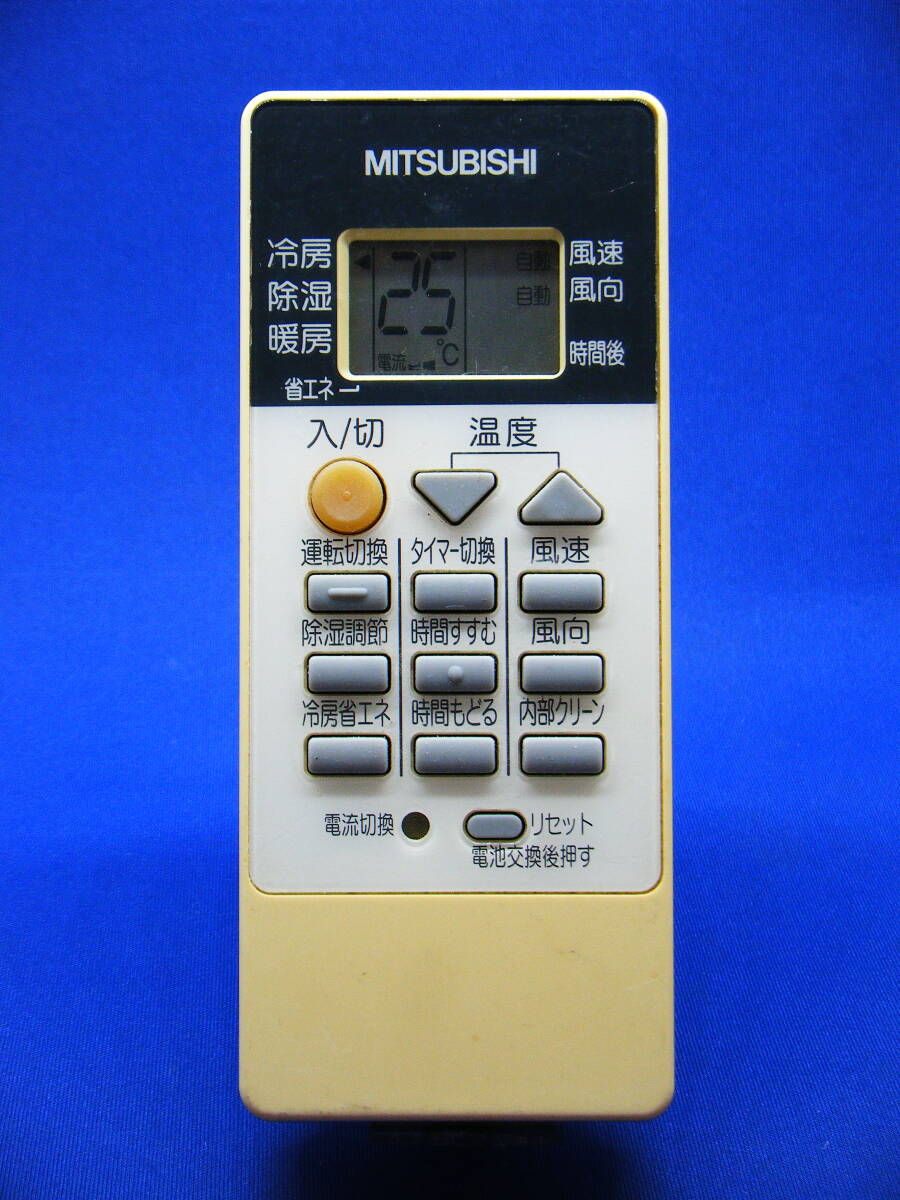 MITSUBISHI
冷房
除湿
暖房
省エネ
25℃
自動
自動
電流
風速
風向
時間後
入/切
温度
運転切換
タイマー切換
風速
除湿調節
時間すすむ
風向
冷房省エネ
時間もどる
内部クリーン
電流切換
リセット
電池交換後押す